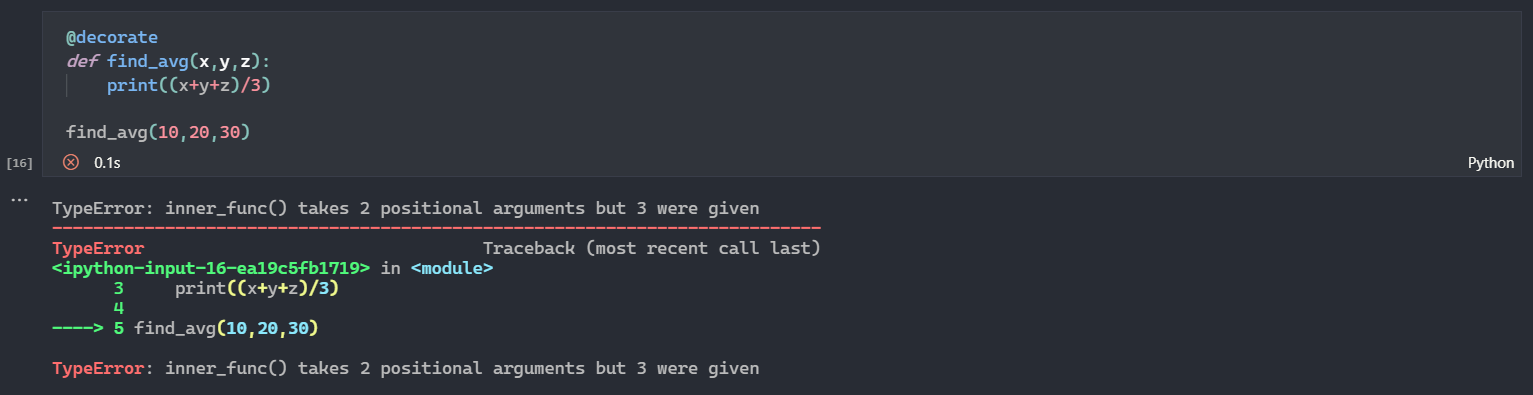 @decorate
def find_avg(x,y,z):
    print((x+y+z)/3)
find_avg(10,20,30)
[16] 0.1s Python
...
TypeError: inner_func() takes 2 positional arguments but 3 were given
---------------------------------------------------------------------------
TypeError                                 Traceback (most recent call last)
<ipython-input-16-ea19c5fb1719> in <module>
      3     print((x+y+z)/3)
      4
----> 5 find_avg(10,20,30)
TypeError: inner_func() takes 2 positional arguments but 3 were given